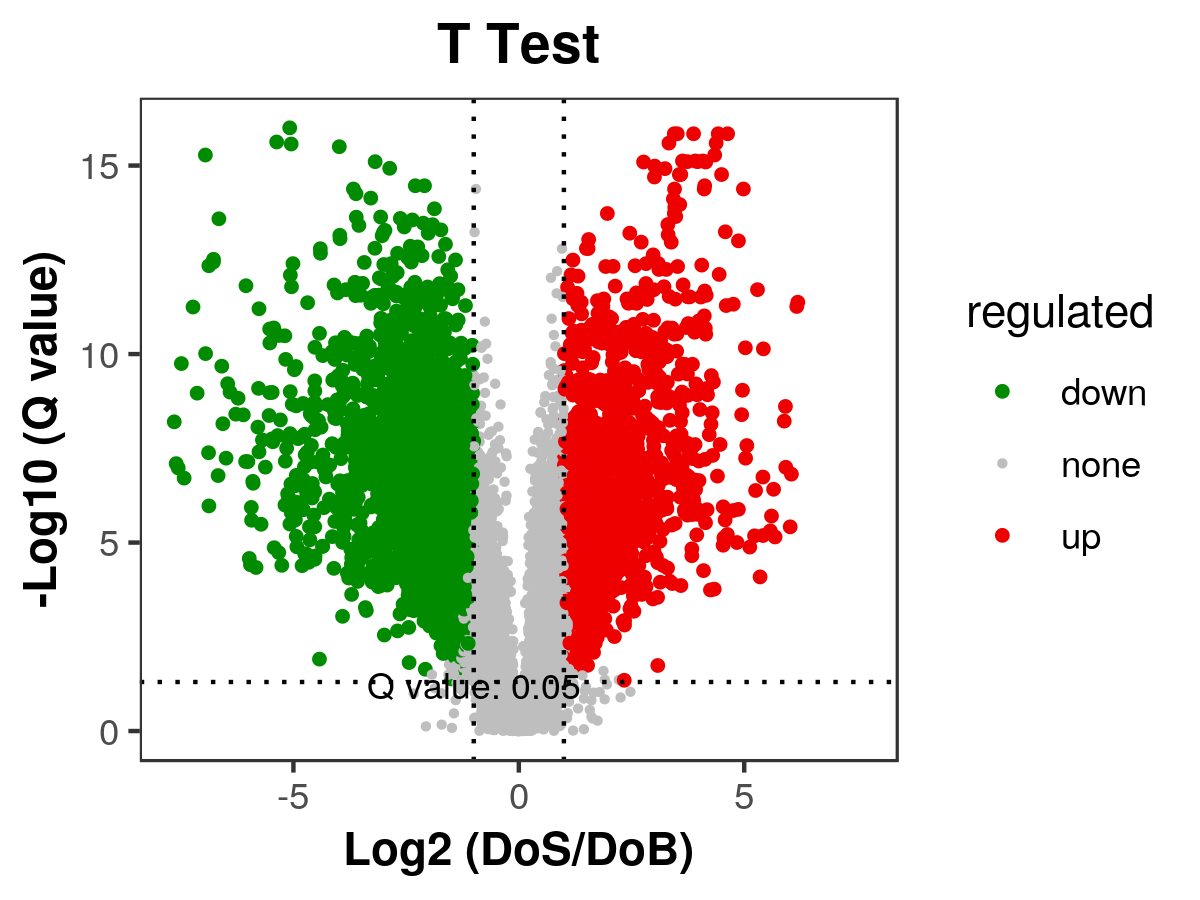 T Test
-Log10 (Q value)
15
10
5
0
Q value: 0.05
-5
0
5
Log2 (DoS/DoB)
regulated
down
none
up